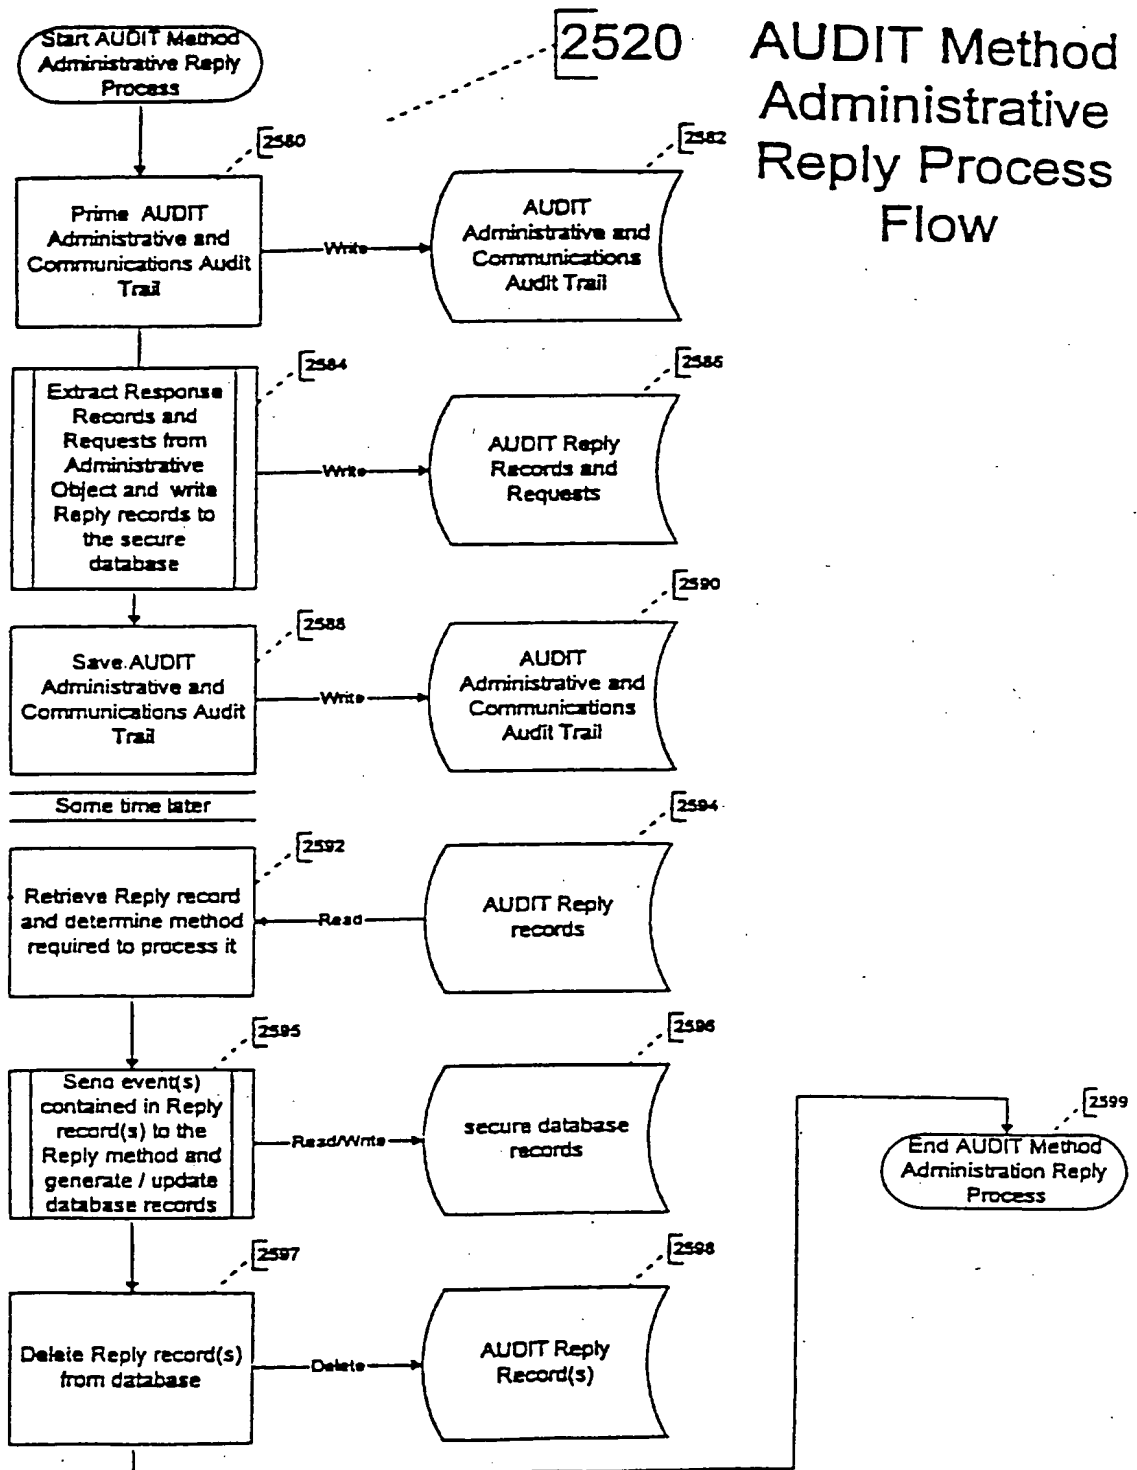 Start AUDIT Method
Administrative Reply
Process
2520
AUDIT Method
Administrative
Reply Process
Flow
2580
Prime AUDIT
Administrative and
Communications Audit
Trail
Write
2582
AUDIT
Administrative and
Communications
Audit Trail
2584
Extract Response
Records and
Requests from
Administrative
Object and write
Reply records to
the secure
database
Write
2586
AUDIT Reply
Records and
Requests
2588
Save AUDIT
Administrative and
Communications Audit
Trail
Write
2590
AUDIT
Administrative and
Communications
Audit Trail
Some time later
2592
Retrieve Reply record
and determine method
required to process it
Read
2594
AUDIT Reply
records
2595
Send event(s)
contained in Reply
record(s) to the
Reply method and
generate / update
database records
Read/Write
2596
secure database
records
2597
Delete Reply record(s)
from database
Delete
2598
AUDIT Reply
Record(s)
2599
End AUDIT Method
Administration Reply
Process